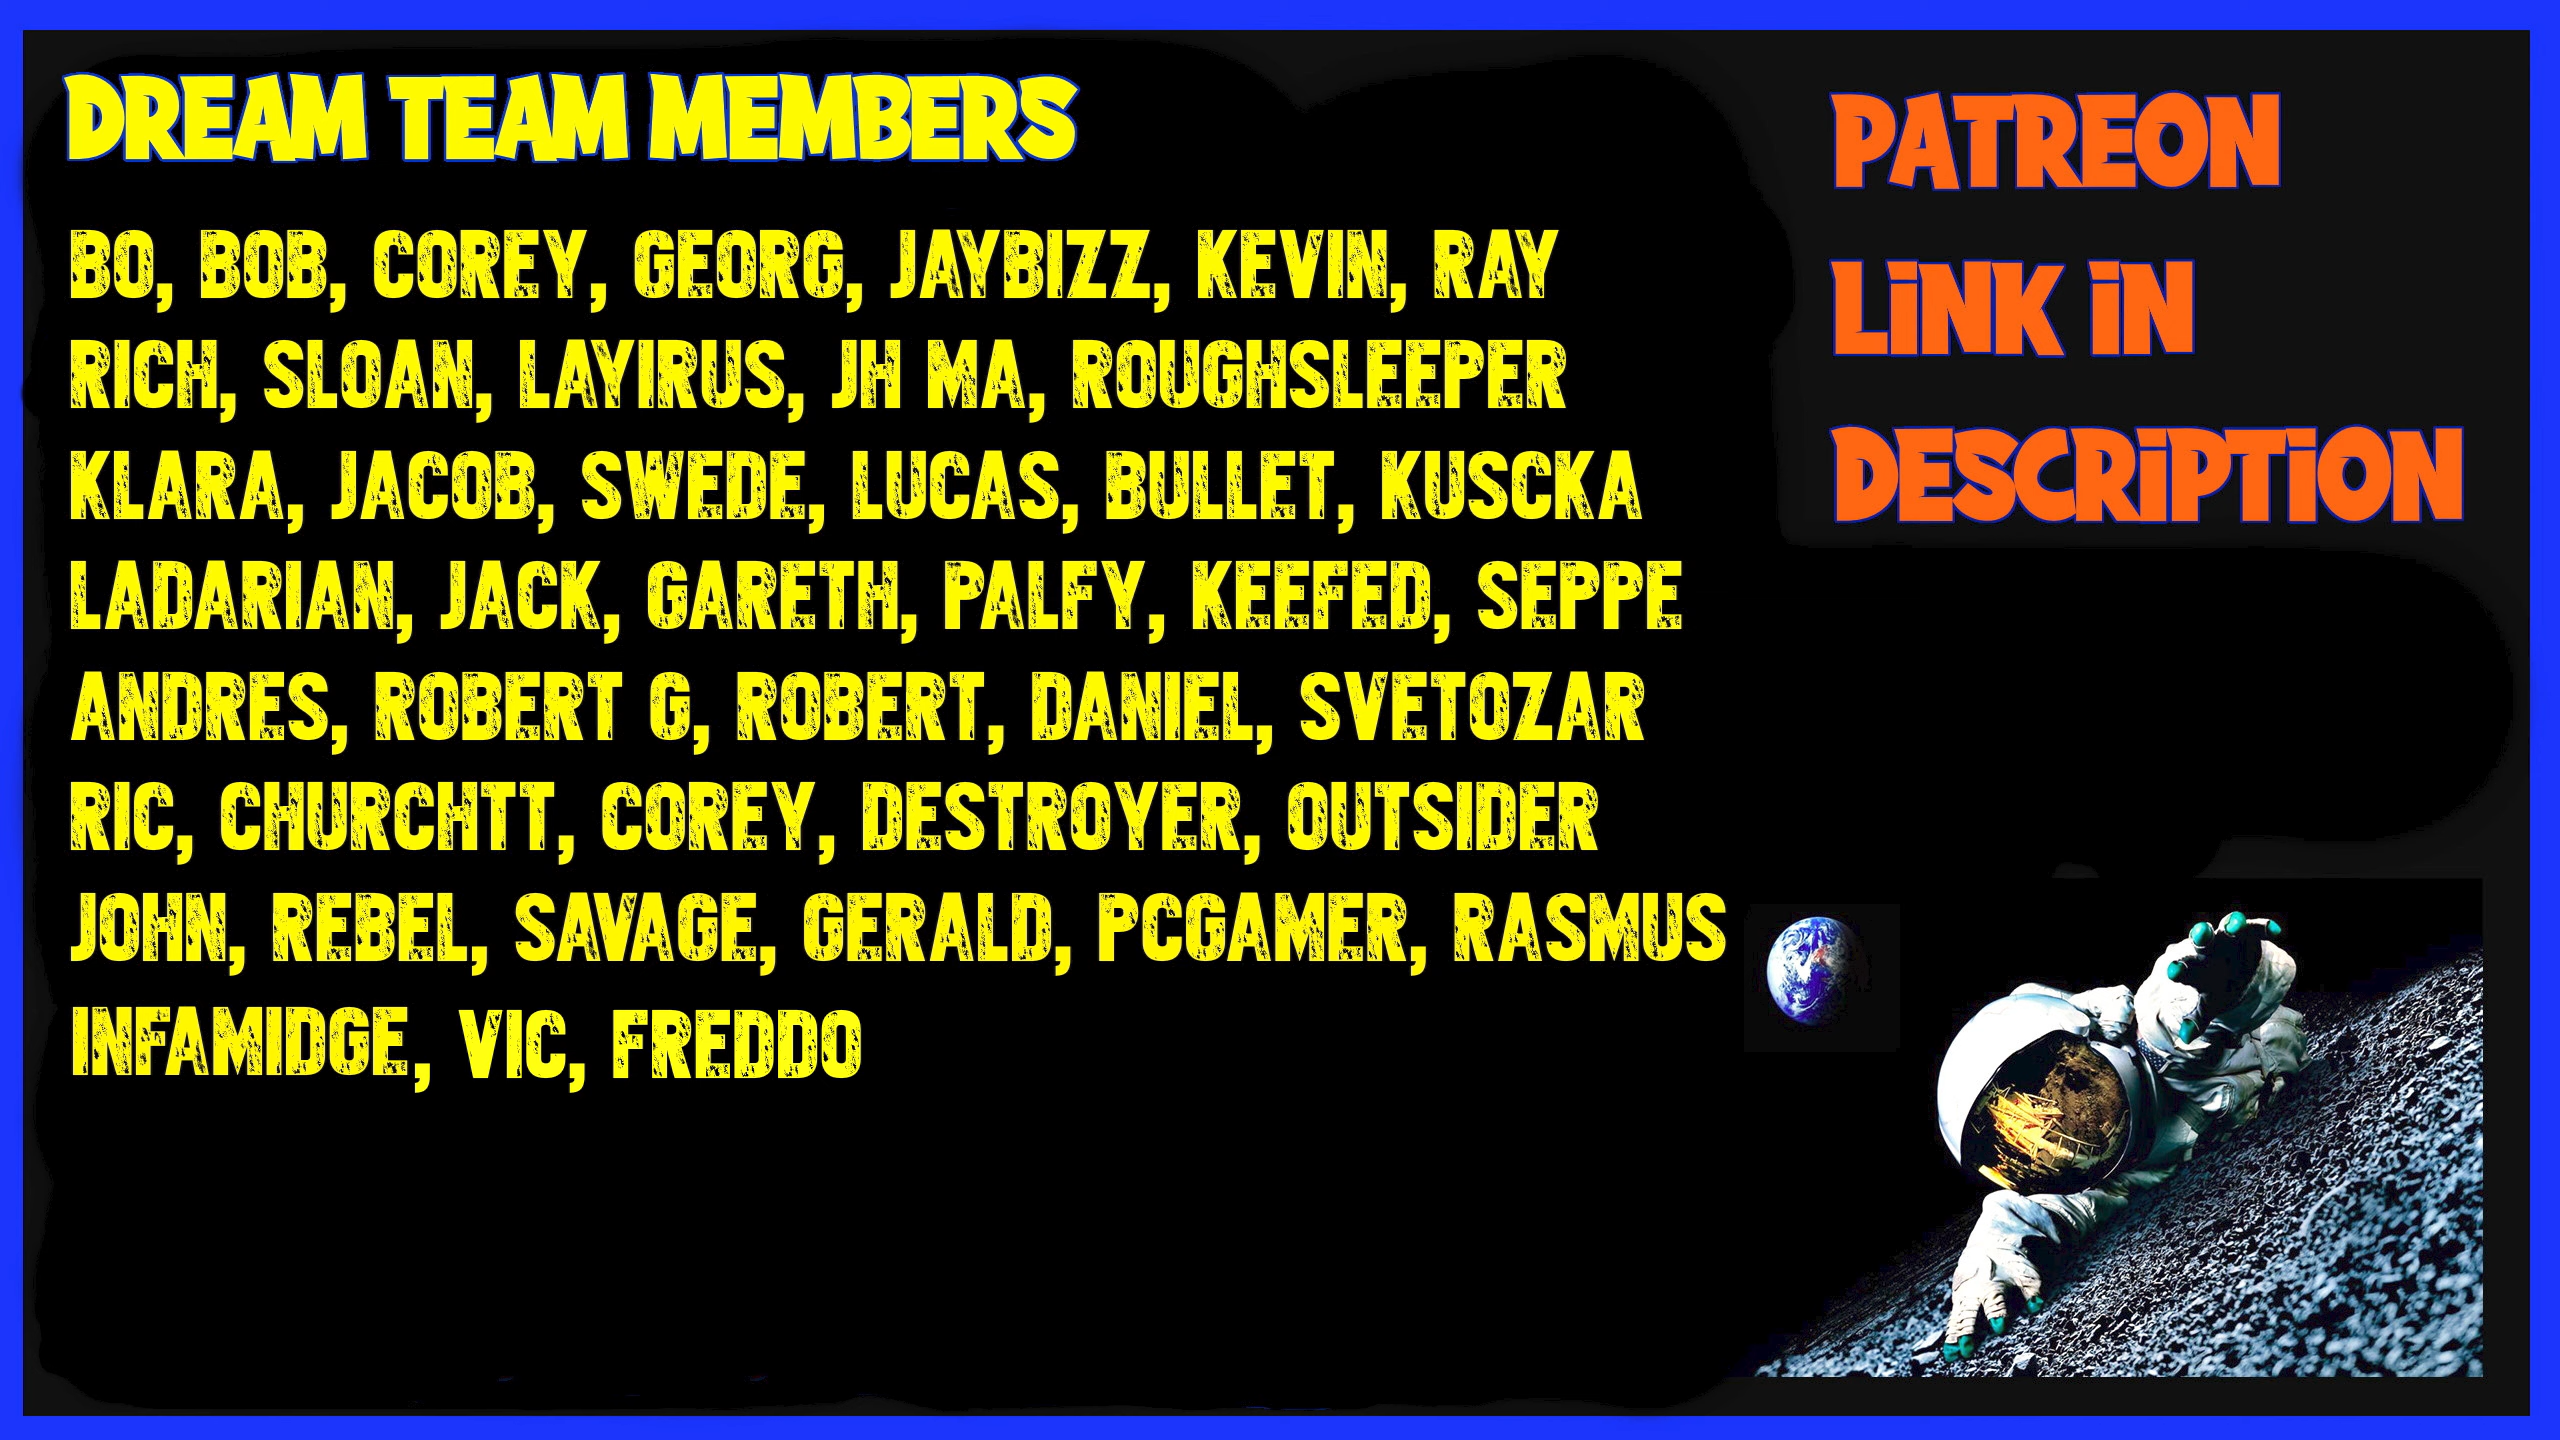 DREAM TEAM MEMBERS
BO, BOB, COREY, GEORG, JAYBIZZ, KEVIN, RAY
RICH, SLOAN, LAYIRUS, JH MA, ROUGHSLEEPER
KLARA, JACOB, SWEDE, LUCAS, BULLET, KUSCKA
LADARIAN, JACK, GARETH, PALFY, KEEFED, SEPPE
ANDRES, ROBERT G, ROBERT, DANIEL, SVETOZAR
RIC, CHURCHTT, COREY, DESTROYER, OUTSIDER
JOHN, REBEL, SAVAGE, GERALD, PCGAMER, RASMUS
INFAMIDGE, VIC, FREDDO
PATREON
LiNK iN
DESCRiPTiON